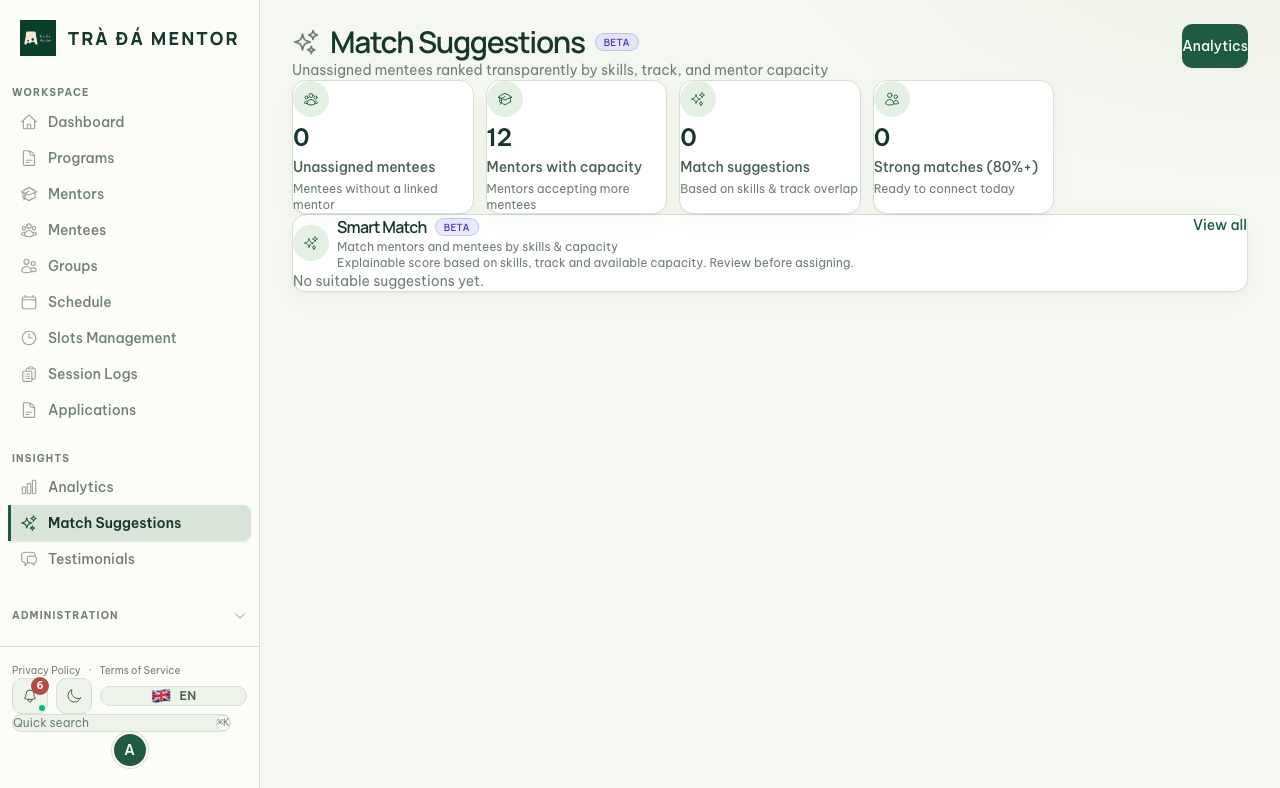 TRÀ ĐÁ MENTOR
WORKSPACE
Dashboard
Programs
Mentors
Mentees
Groups
Schedule
Slots Management
Session Logs
Applications
INSIGHTS
Analytics
Match Suggestions
Testimonials
ADMINISTRATION
Privacy Policy · Terms of Service
6
EN
Quick search ⌘K
A
Match Suggestions BETA
Unassigned mentees ranked transparently by skills, track, and mentor capacity
Analytics
0
Unassigned mentees
Mentees without a linked
mentor
12
Mentors with capacity
Mentors accepting more
mentees
0
Match suggestions
Based on skills & track overlap
0
Strong matches (80%+)
Ready to connect today
Smart Match BETA
View all
Match mentors and mentees by skills & capacity
Explainable score based on skills, track and available capacity. Review before assigning.
No suitable suggestions yet.